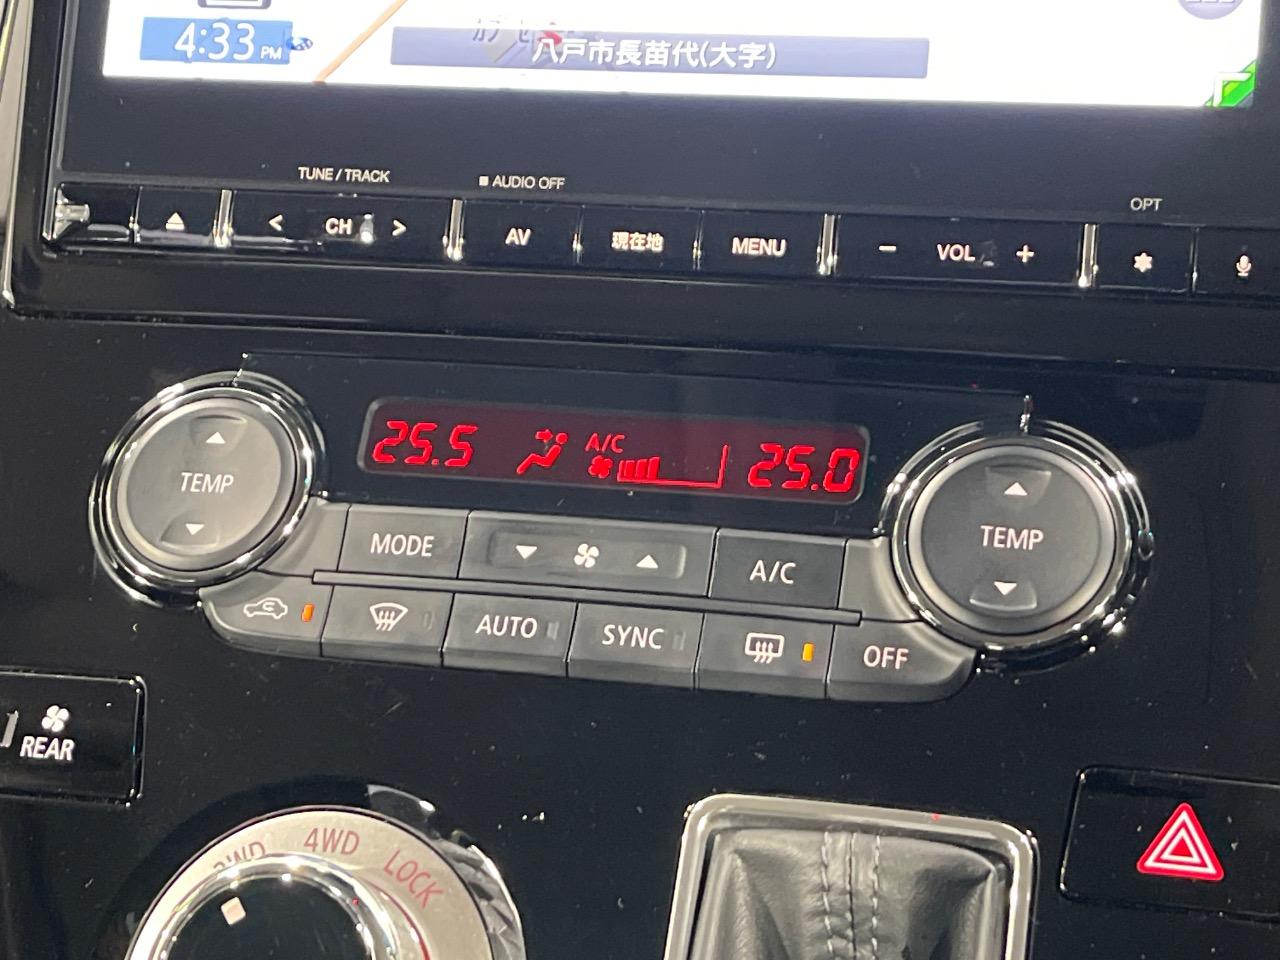 4:33 PM
八戸市長苗代(大字)
TUNE / TRACK
AUDIO OFF
OPT
CH
AV
現在地
MENU
VOL
25.5
A/C
25.0
TEMP
TEMP
MODE
A/C
AUTO
SYNC
OFF
REAR
4WD
LOCK